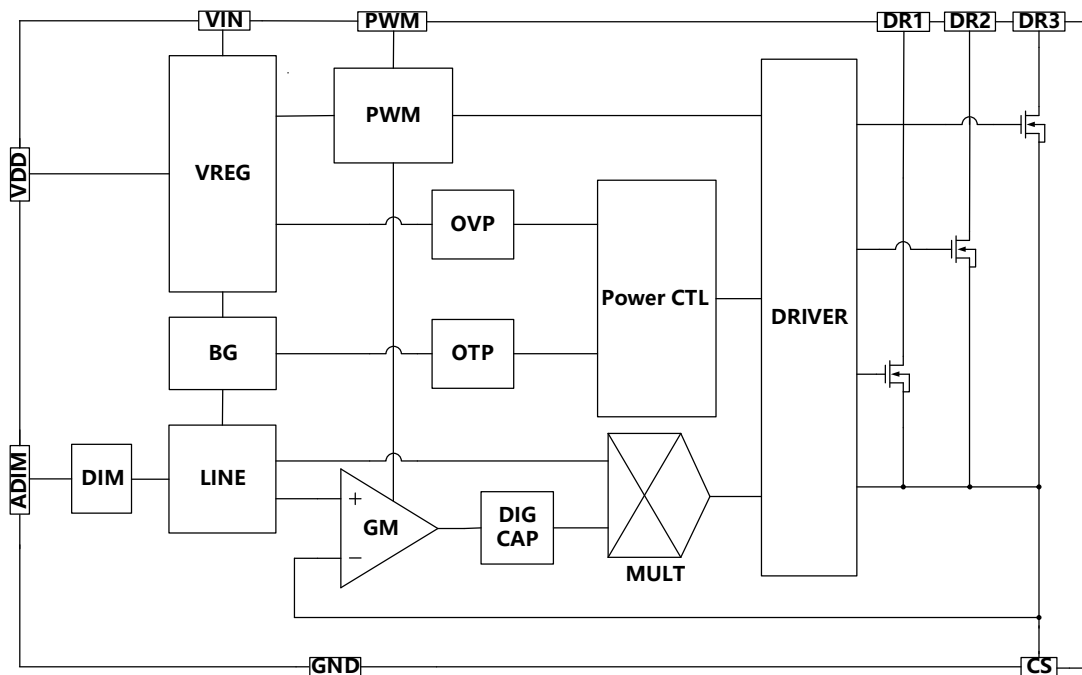 VIN
PWM
DR1
DR2
DR3
VDD
VREG
PWM
OVP
Power CTL
DRIVER
BG
OTP
ADIM
DIM
LINE
+
GM
−
DIG
CAP
MULT
GND
CS